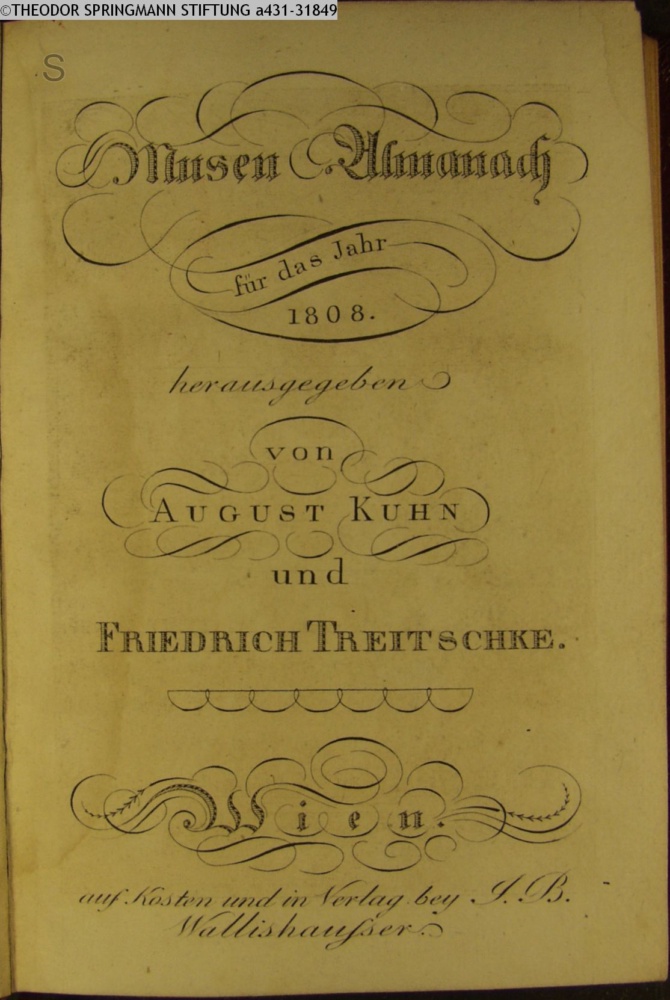 ©THEODOR SPRINGMANN STIFTUNG a431-31849
S
Musen Almanach
für das Jahr
1808.
herausgegeben
von
AUGUST KUHN
und
FRIEDRICH TREITSCHKE.
Wien.
auf Kosten und in Verlag bey J. B.
Wallishauſser.